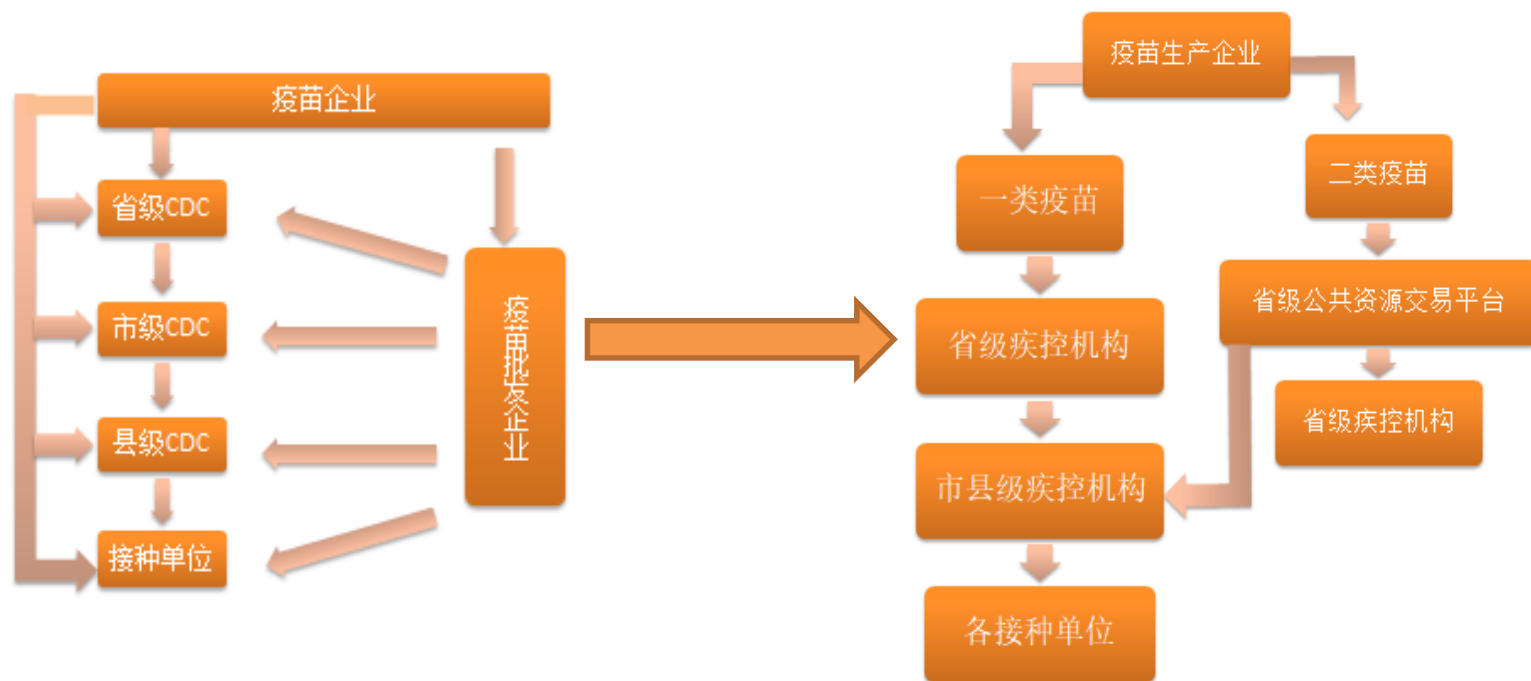 疫苗企业
省级CDC
市级CDC
县级CDC
接种单位
疫苗批发企业
疫苗生产企业
一类疫苗
二类疫苗
省级疾控机构
省级公共资源交易平台
省级疾控机构
市县级疾控机构
各接种单位